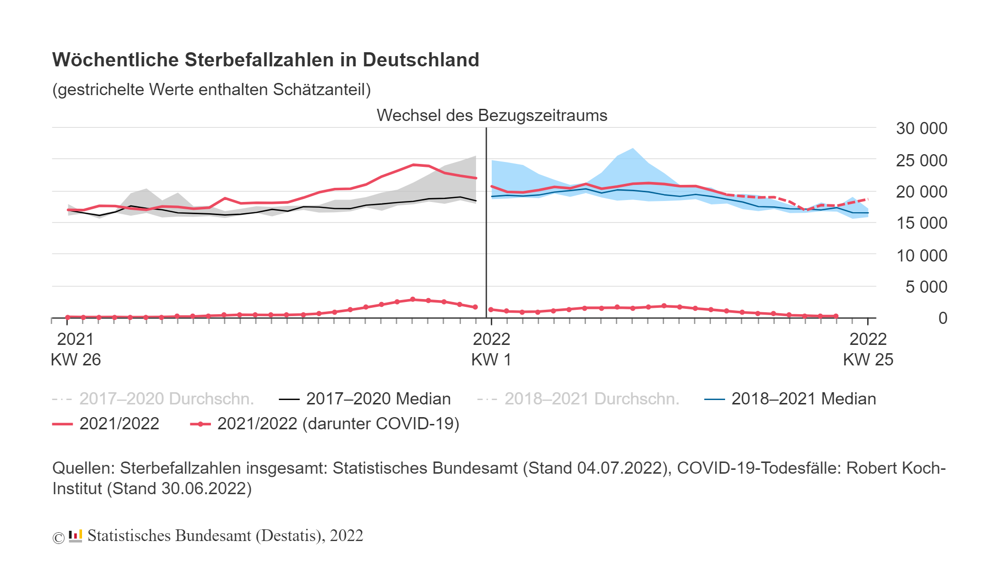 Wöchentliche Sterbefallzahlen in Deutschland
(gestrichelte Werte enthalten Schätzanteil)
Wechsel des Bezugszeitraums
30 000
25 000
20 000
15 000
10 000
5 000
0
2021
KW 26
2022
KW 1
2022
KW 25
2017–2020 Durchschn.
2017–2020 Median
2018–2021 Durchschn.
2018–2021 Median
2021/2022
2021/2022 (darunter COVID-19)
Quellen: Sterbefallzahlen insgesamt: Statistisches Bundesamt (Stand 04.07.2022), COVID-19-Todesfälle: Robert Koch-
Institut (Stand 30.06.2022)
© Statistisches Bundesamt (Destatis), 2022